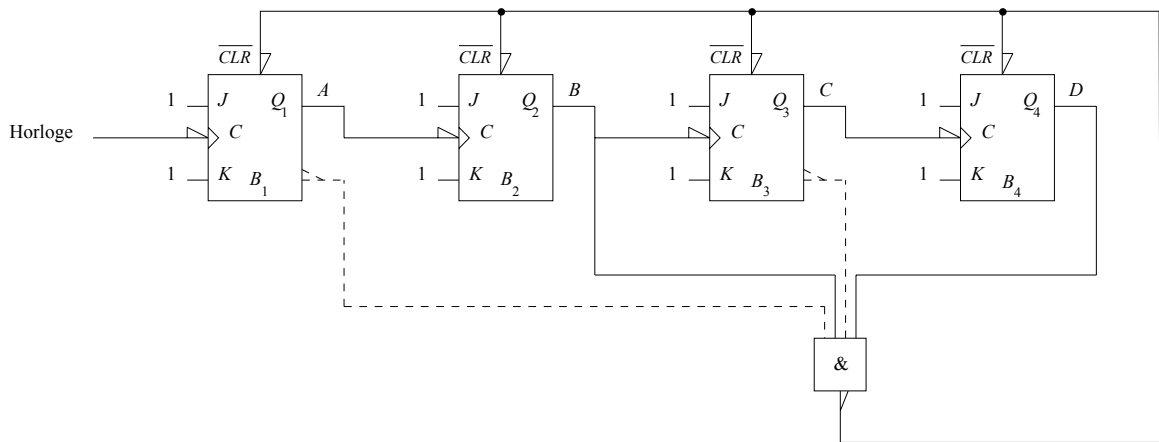 CLR CLR CLR CLR
A B C D
1 J Q1 1 J Q2 1 J Q3 1 J Q4
Horloge C C C C
1 K B1 1 K B2 1 K B3 1 K B4
&